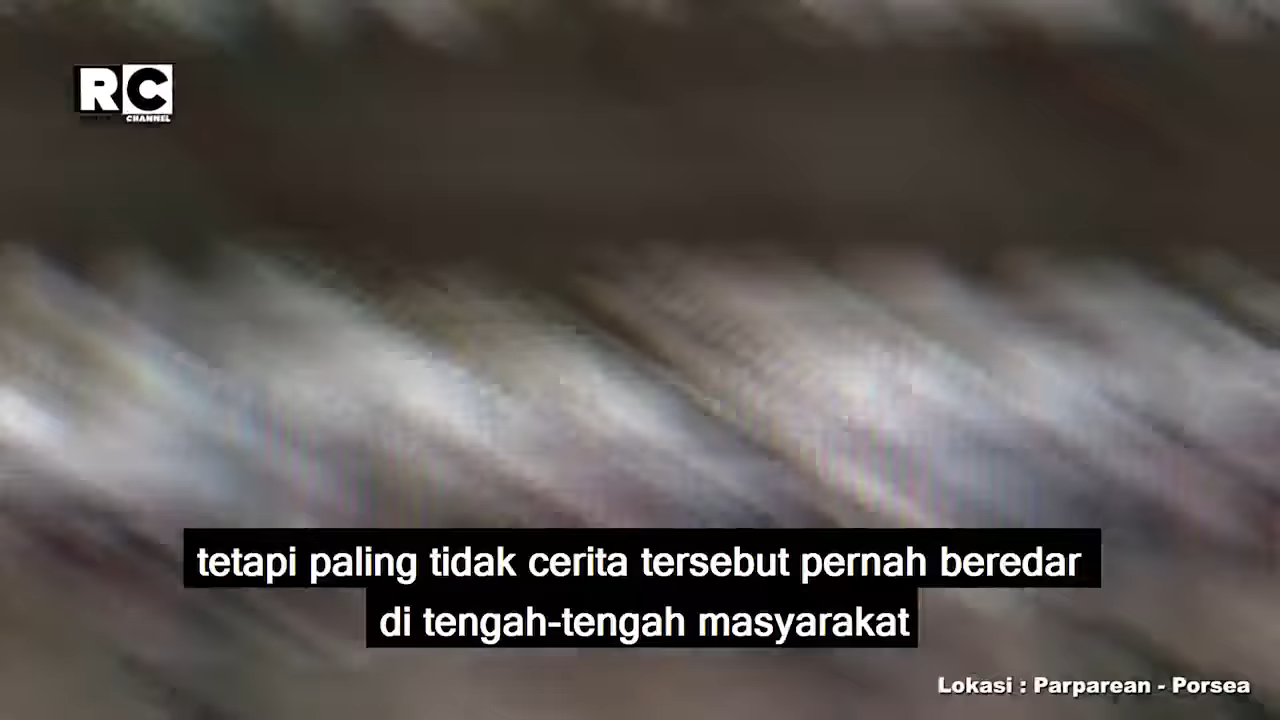 RC
CHANNEL
tetapi paling tidak cerita tersebut pernah beredar
di tengah-tengah masyarakat
Lokasi : Parparean - Porsea